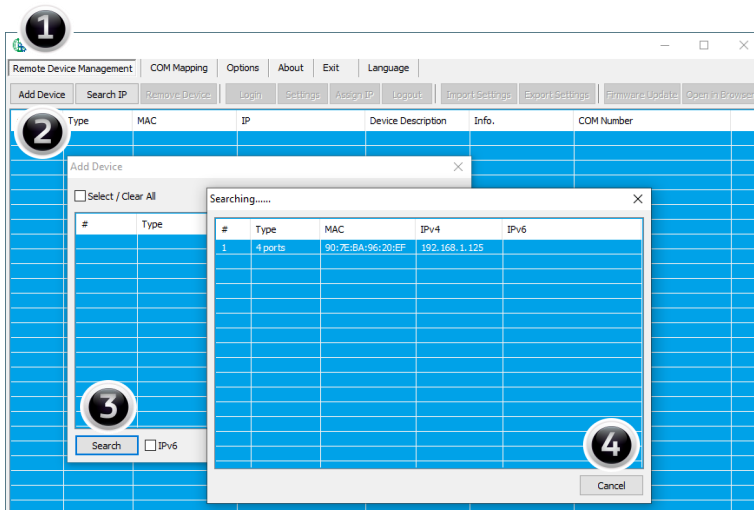 1
Remote Device Management COM Mapping Options About Exit Language
Add Device Search IP Remove Device Login Settings Assign IP Logout Import Settings Export Settings Firmware Update Open in Browser
2 Type MAC IP Device Description Info. COM Number
Add Device
Select / Clear All
# Type
Searching......
# Type MAC IPv4 IPv6
1 4 ports 90:7E:BA:96:20:EF 192.168.1.125
3
Search IPv6
4
Cancel